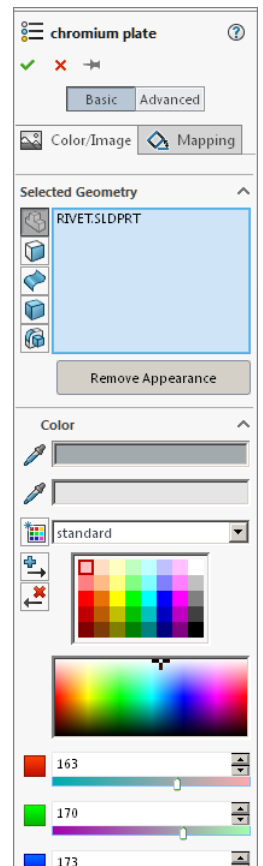 chromium plate
Basic Advanced
Color/Image Mapping
Selected Geometry
RIVET.SLDPRT
Remove Appearance
Color
standard
163
170
173